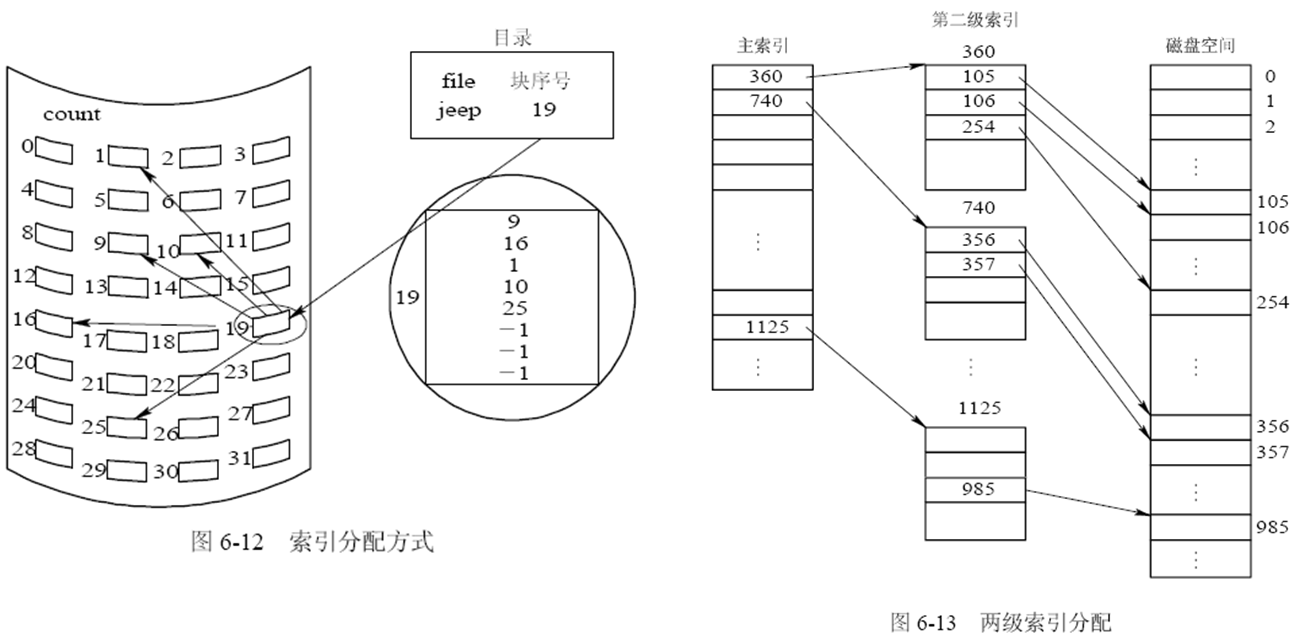 目录
file 块序号
jeep 19
count
0 1 2 3
4 5 6 7
8 9 10 11
12 13 14 15
16 17 18 19
20 21 22 23
24 25 26 27
28 29 30 31
19
9
16
1
10
25
−1
−1
−1
图 6-12 索引分配方式
主索引
360
740
⋮
1125
⋮
第二级索引
360
105
106
254
740
356
357
⋮
1125
985
磁盘空间
0
1
2
⋮
105
106
⋮
254
⋮
356
357
⋮
985
⋮
图 6-13 两级索引分配